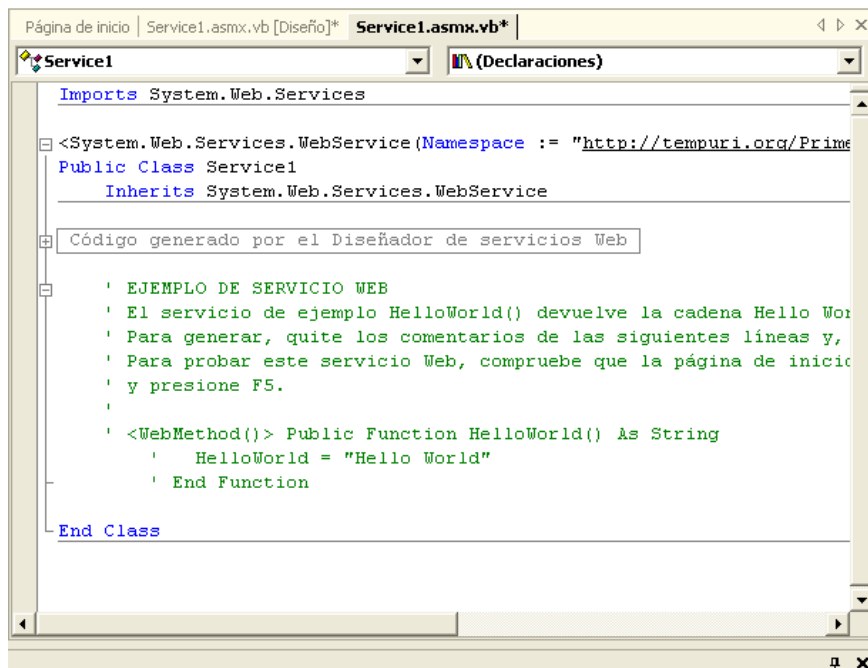 Página de inicio | Service1.asmx.vb [Diseño]* Service1.asmx.vb*
Service1 (Declaraciones)
Imports System.Web.Services
<System.Web.Services.WebService(Namespace := "http://tempuri.org/Prime
Public Class Service1
Inherits System.Web.Services.WebService
Código generado por el Diseñador de servicios Web
' EJEMPLO DE SERVICIO WEB
' El servicio de ejemplo HelloWorld() devuelve la cadena Hello Wor
' Para generar, quite los comentarios de las siguientes líneas y,
' Para probar este servicio Web, compruebe que la página de inicio
' y presione F5.
'
' <WebMethod()> Public Function HelloWorld() As String
' HelloWorld = "Hello World"
' End Function
End Class